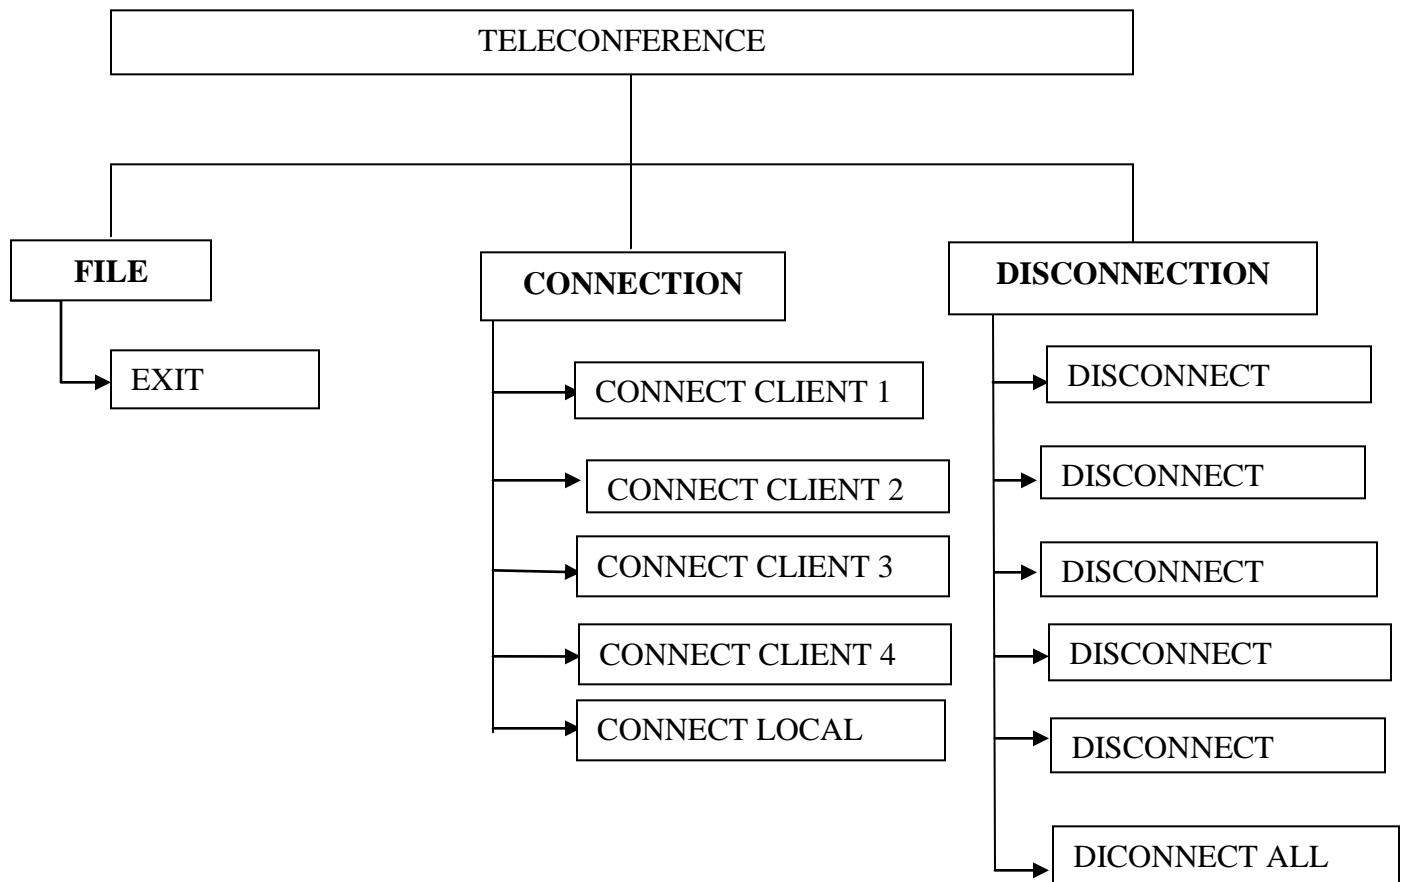 TELECONFERENCE
FILE
EXIT
CONNECTION
CONNECT CLIENT 1
CONNECT CLIENT 2
CONNECT CLIENT 3
CONNECT CLIENT 4
CONNECT LOCAL
DISCONNECTION
DISCONNECT
DISCONNECT
DISCONNECT
DISCONNECT
DISCONNECT
DICONNECT ALL